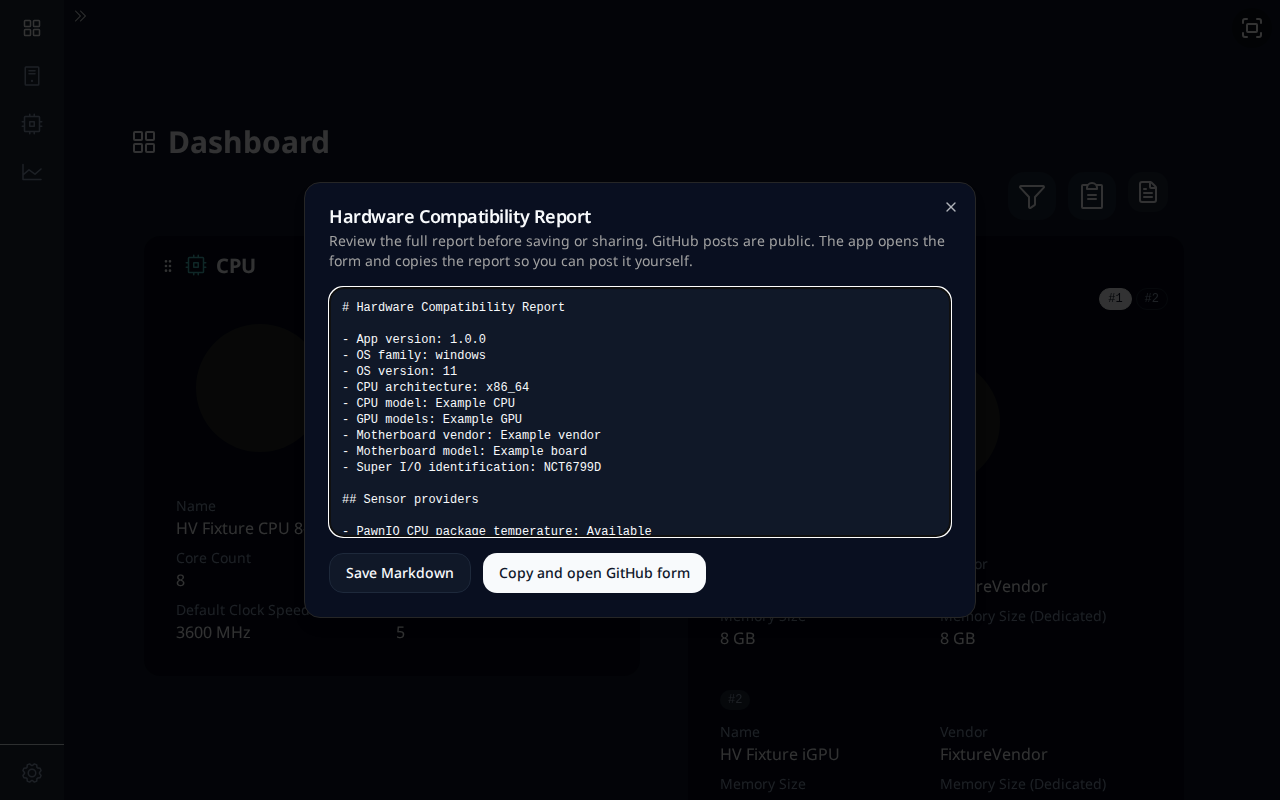 Dashboard
CPU
#1
#2
Hardware Compatibility Report
Review the full report before saving or sharing. GitHub posts are public. The app opens the
form and copies the report so you can post it yourself.
# Hardware Compatibility Report
- App version: 1.0.0
- OS family: windows
- OS version: 11
- CPU architecture: x86_64
- CPU model: Example CPU
- GPU models: Example GPU
- Motherboard vendor: Example vendor
- Motherboard model: Example board
- Super I/O identification: NCT6799D
## Sensor providers
- PawnIO CPU package temperature: Available
Save Markdown
Copy and open GitHub form
Name
HV Fixture CPU 8
Core Count
8
Default Clock Speed
3600 MHz
5
Memory Size
8 GB
Memory Size (Dedicated)
8 GB
#2
Name
HV Fixture iGPU
Vendor
FixtureVendor
Memory Size
Memory Size (Dedicated)